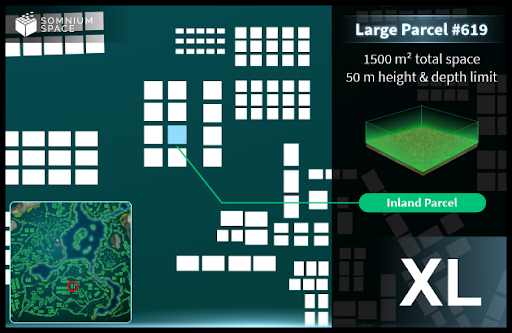 SOMNIUM
SPACE
Large Parcel #619
1500 m² total space
50 m height & depth limit
Inland Parcel
XL